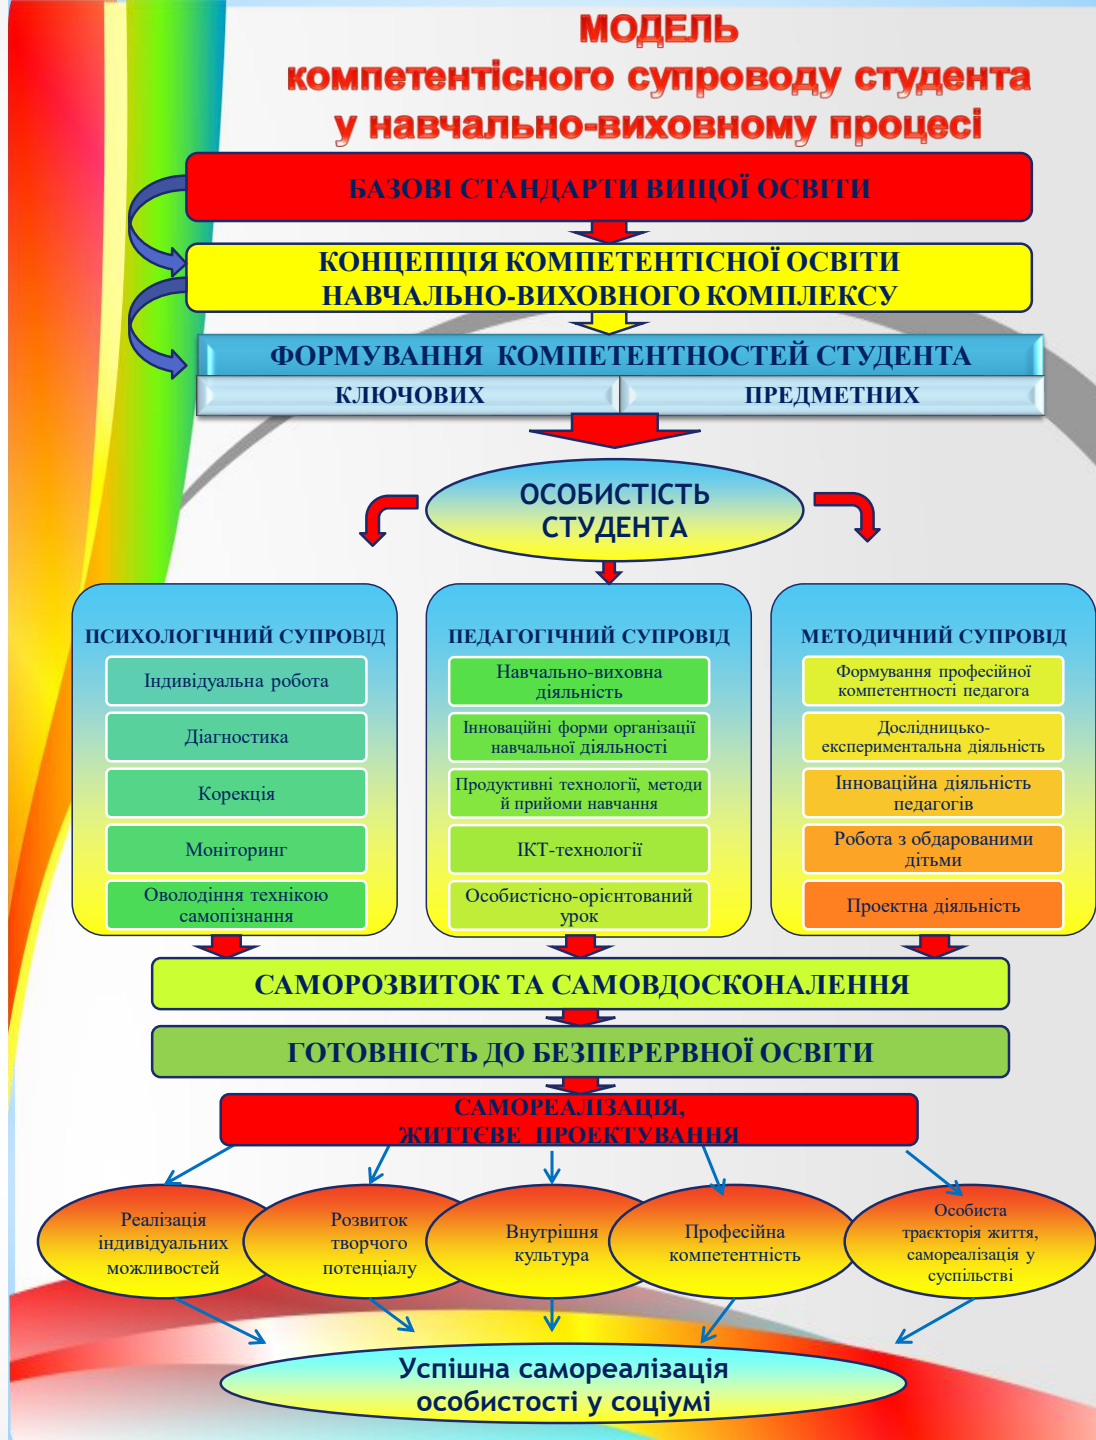 МОДЕЛЬ
компетентісного супроводу студента
у навчально-виховному процесі
БАЗОВІ СТАНДАРТИ ВИЩОЇ ОСВІТИ
КОНЦЕПЦІЯ КОМПЕТЕНТІСНОЇ ОСВІТИ
НАВЧАЛЬНО-ВИХОВНОГО КОМПЛЕКСУ
ФОРМУВАННЯ КОМПЕТЕНТНОСТЕЙ СТУДЕНТА
КЛЮЧОВИХ
ПРЕДМЕТНИХ
ОСОБИСТІСТЬ
СТУДЕНТА
ПСИХОЛОГІЧНИЙ СУПРОВІД
Індивідуальна робота
Діагностика
Корекція
Моніторинг
Оволодіння технікою
самопізнання
ПЕДАГОГІЧНИЙ СУПРОВІД
Навчально-виховна
діяльність
Інноваційні форми організації
навчальної діяльності
Продуктивні технології, методи
й прийоми навчання
ІКТ-технології
Особистісно-орієнтований
урок
МЕТОДИЧНИЙ СУПРОВІД
Формування професійної
компетентності педагога
Дослідницько-
експериментальна діяльність
Інноваційна діяльність
педагогів
Робота з обдарованими
дітьми
Проектна діяльність
САМОРОЗВИТОК ТА САМОВДОСКОНАЛЕННЯ
ГОТОВНІСТЬ ДО БЕЗПЕРЕРВНОЇ ОСВІТИ
САМОРЕАЛІЗАЦІЯ,
ЖИТТЄВЕ ПРОЕКТУВАННЯ
Реалізація
індивідуальних
можливостей
Розвиток
творчого
потенціалу
Внутрішня
культура
Професійна
компетентність
Особиста
траєкторія життя,
самореалізація у
суспільстві
Успішна самореалізація
особистості у соціумі